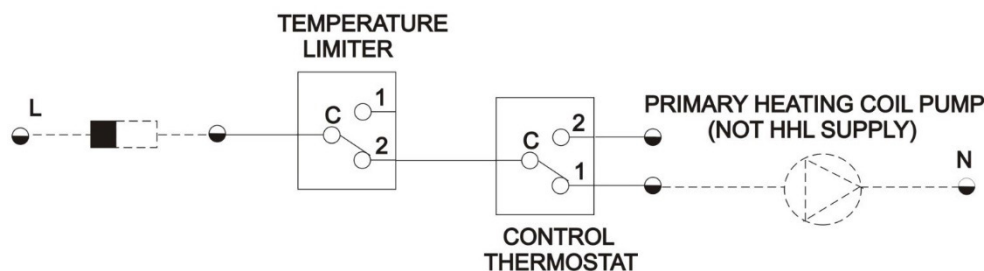 TEMPERATURE
LIMITER
L
C
1
2
C
2
1
PRIMARY HEATING COIL PUMP
(NOT HHL SUPPLY)
N
CONTROL
THERMOSTAT